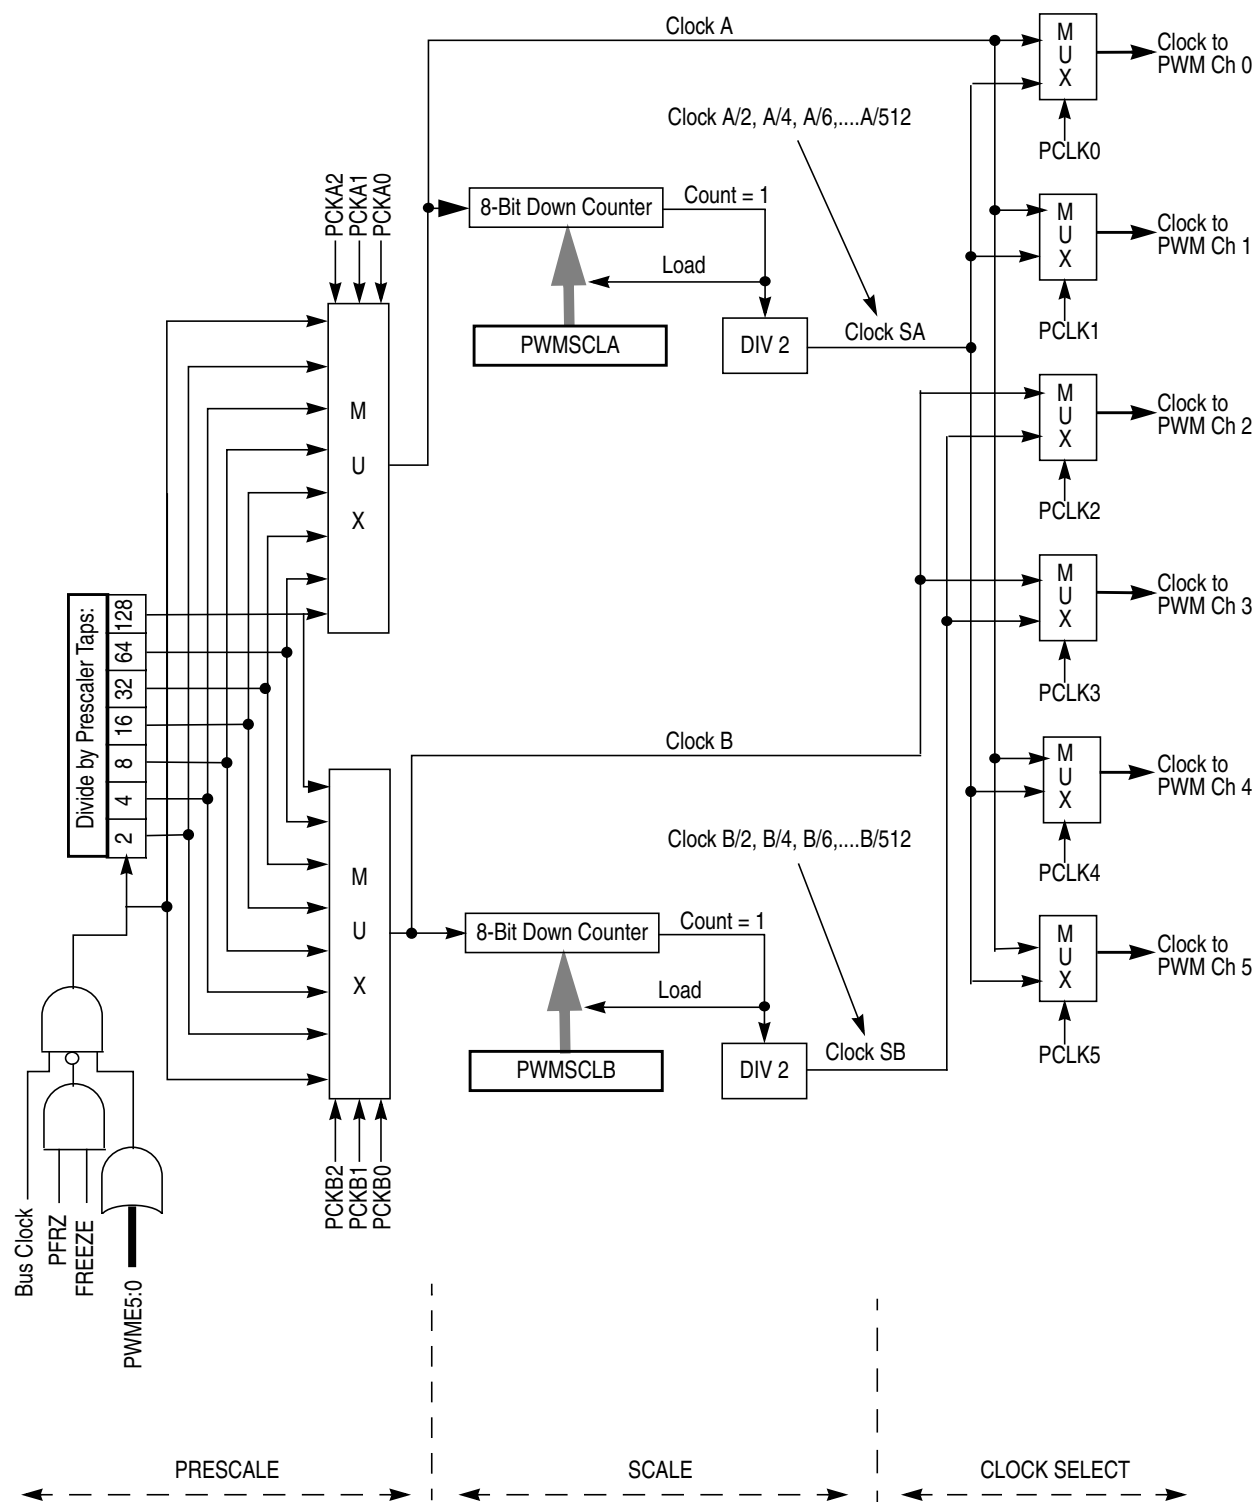 Clock A
M
U
X
Clock to
PWM Ch 0
PCLK0
Clock A/2, A/4, A/6,....A/512
PCKA2
PCKA1
PCKA0
8-Bit Down Counter
Count = 1
M
U
X
Clock to
PWM Ch 1
PCLK1
Load
PWMSCLA
DIV 2
Clock SA
M
U
X
M
U
X
Clock to
PWM Ch 2
PCLK2
M
U
X
Clock to
PWM Ch 3
PCLK3
Divide by Prescaler Taps:
128
64
32
16
8
4
2
Clock B
M
U
X
Clock to
PWM Ch 4
PCLK4
Clock B/2, B/4, B/6,....B/512
M
U
X
8-Bit Down Counter
Count = 1
M
U
X
Clock to
PWM Ch 5
PCLK5
Load
PWMSCLB
DIV 2
Clock SB
PCKB2
PCKB1
PCKB0
Bus Clock
PFRZ
FREEZE
PWME5:0
PRESCALE
SCALE
CLOCK SELECT